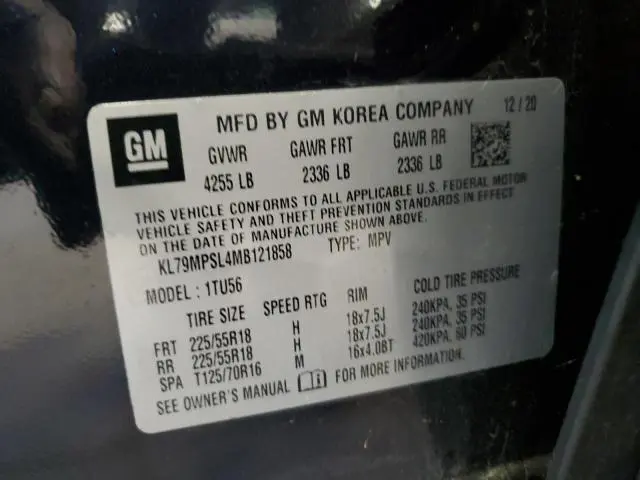 GM
MFD BY GM KOREA COMPANY 12/20
GVWR GAWR FRT GAWR RR
4255 LB 2336 LB 2336 LB
THIS VEHICLE CONFORMS TO ALL APPLICABLE U.S. FEDERAL MOTOR
VEHICLE SAFETY AND THEFT PREVENTION STANDARDS IN EFFECT
ON THE DATE OF MANUFACTURE SHOWN ABOVE.
KL79MPSL4MB121858 TYPE: MPV
MODEL: 1TU56
TIRE SIZE SPEED RTG RIM COLD TIRE PRESSURE
FRT 225/55R18 H 18x7.5J 240KPA, 35 PSI
RR 225/55R18 H 18x7.5J 240KPA, 35 PSI
SPA T125/70R16 M 16x4.0BT 420KPA, 60 PSI
SEE OWNER'S MANUAL FOR MORE INFORMATION.